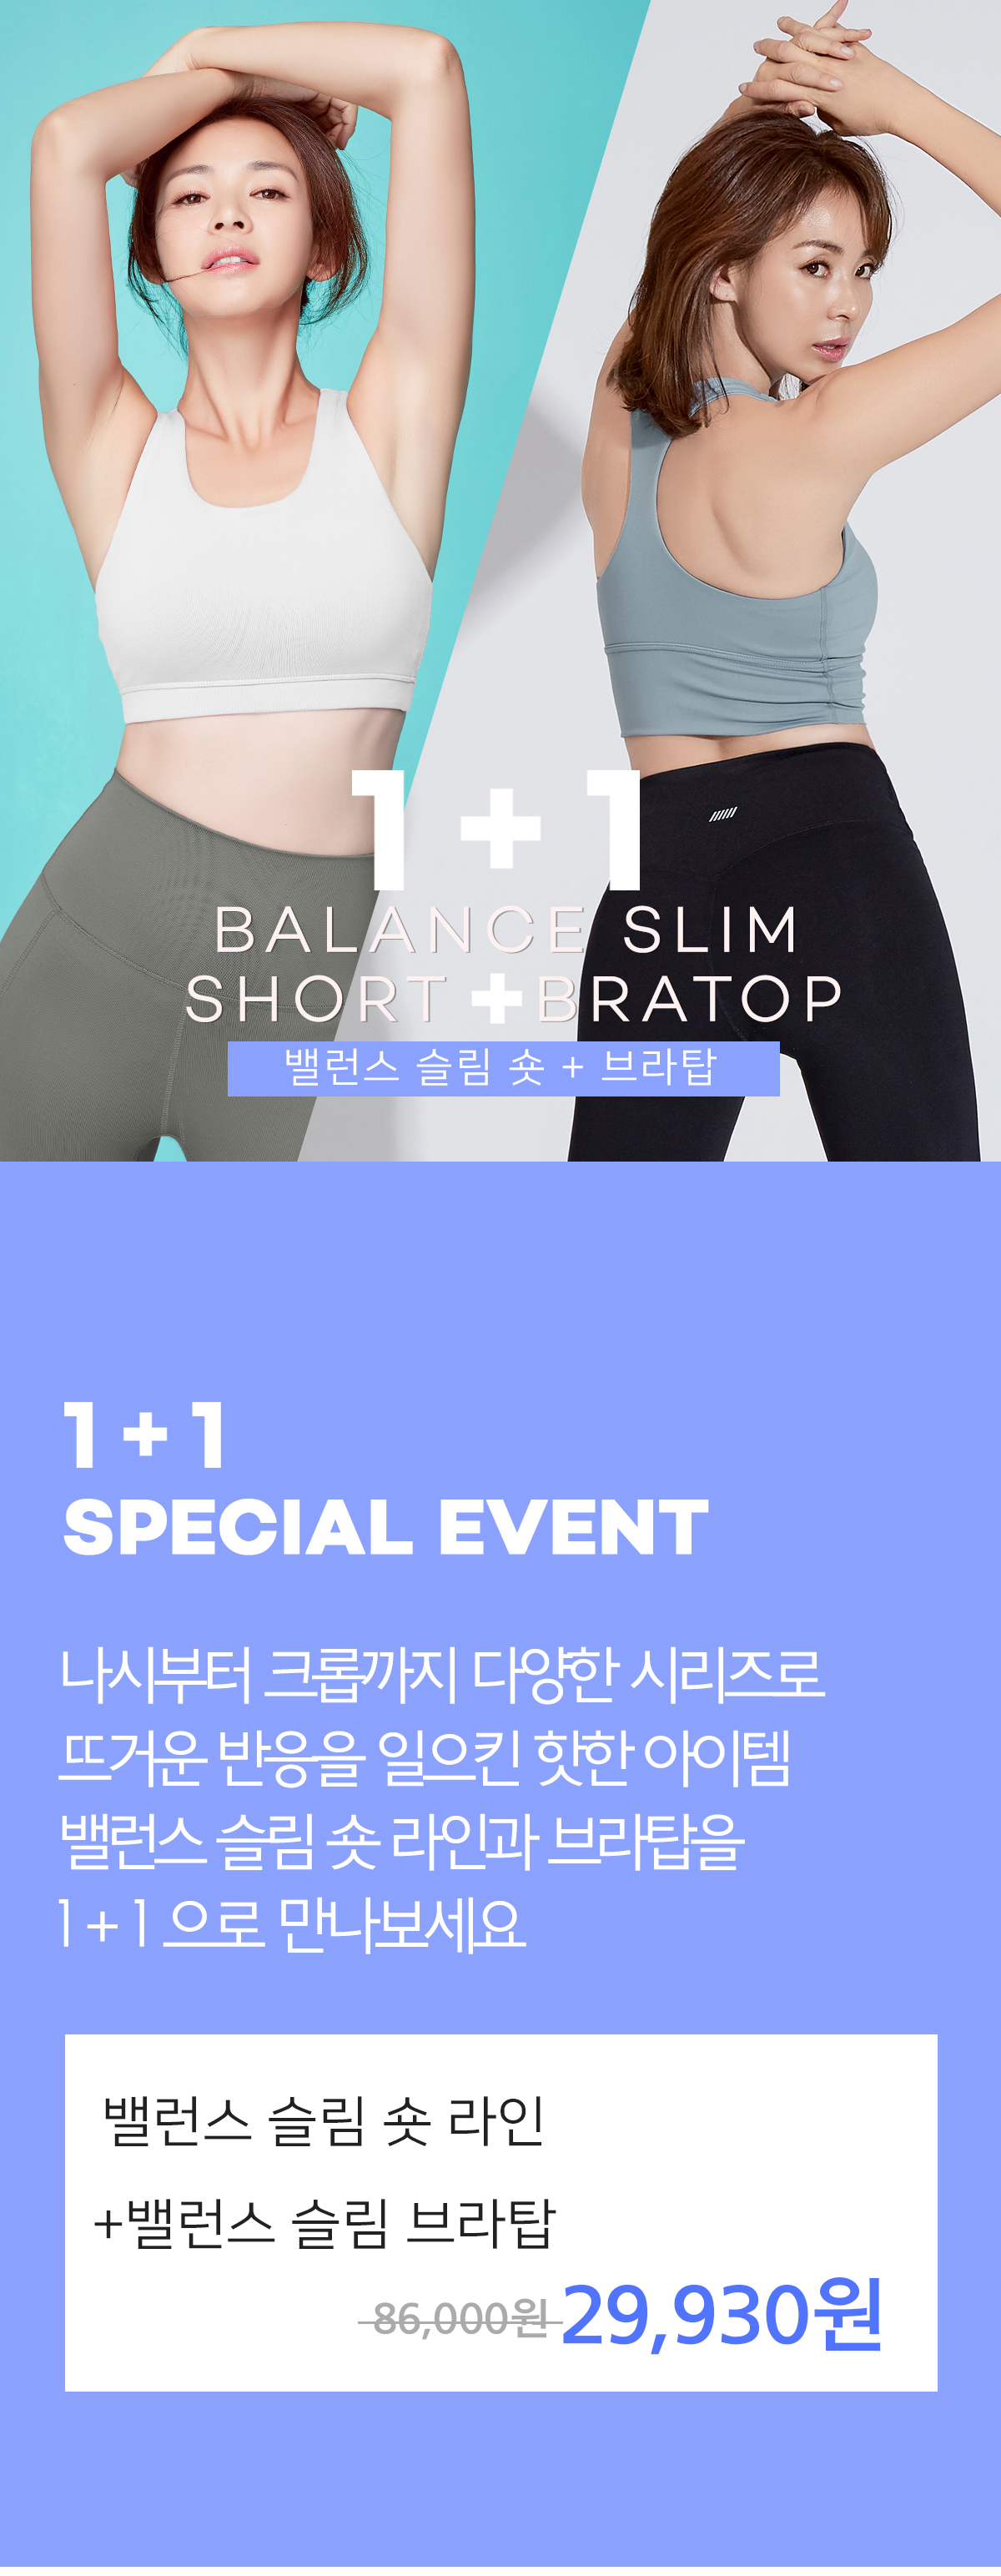 1 + 1
BALANCE SLIM
SHORT +BRATOP
밸런스 슬림 숏 + 브라탑
1 + 1
SPECIAL EVENT
나시부터 크롭까지 다양한 시리즈로
뜨거운 반응을 일으킨 핫한 아이템
밸런스 슬림 숏 라인과 브라탑을
1 + 1 으로 만나보세요
밸런스 슬림 숏 라인
+밸런스 슬림 브라탑
86,000원 29,930원